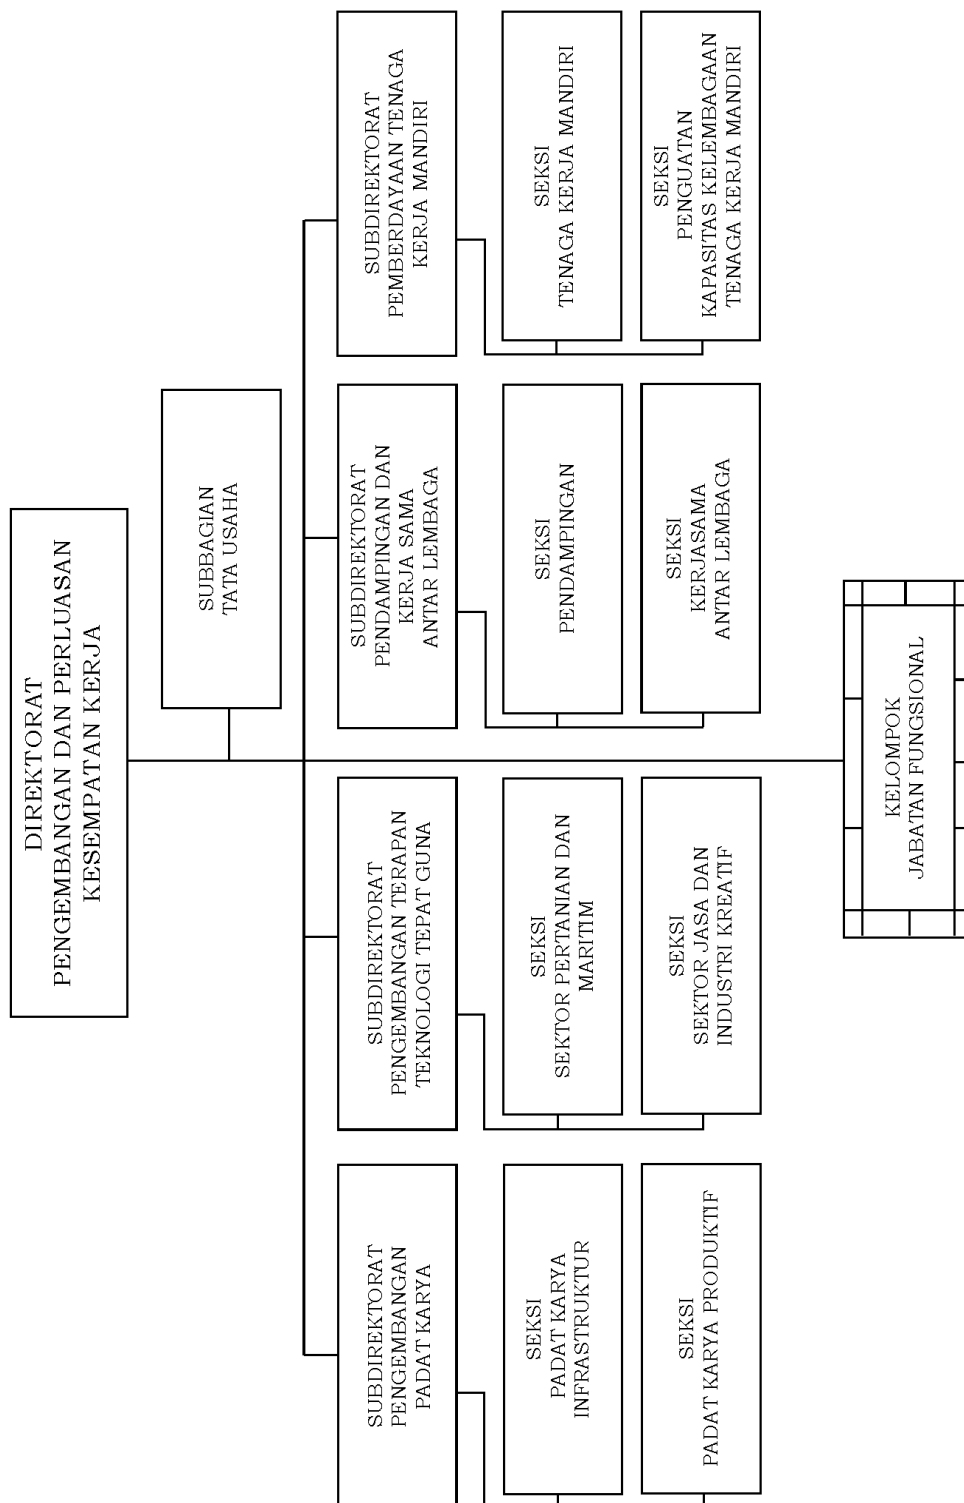 DIREKTORAT
PENGEMBANGAN DAN PERLUASAN
KESEMPATAN KERJA
SUBBAGIAN
TATA USAHA
SUBDIREKTORAT
PENGEMBANGAN
PADAT KARYA
SUBDIREKTORAT
PENGEMBANGAN TERAPAN
TEKNOLOGI TEPAT GUNA
SUBDIREKTORAT
PENDAMPINGAN DAN
KERJA SAMA
ANTAR LEMBAGA
SUBDIREKTORAT
PEMBERDAYAAN TENAGA
KERJA MANDIRI
SEKSI
PADAT KARYA
INFRASTRUKTUR
SEKSI
SEKTOR PERTANIAN DAN
MARITIM
SEKSI
PENDAMPINGAN
SEKSI
TENAGA KERJA MANDIRI
SEKSI
PADAT KARYA PRODUKTIF
SEKSI
SEKTOR JASA DAN
INDUSTRI KREATIF
SEKSI
KERJASAMA
ANTAR LEMBAGA
SEKSI
PENGUATAN
KAPASITAS KELEMBAGAAN
TENAGA KERJA MANDIRI
KELOMPOK
JABATAN FUNGSIONAL